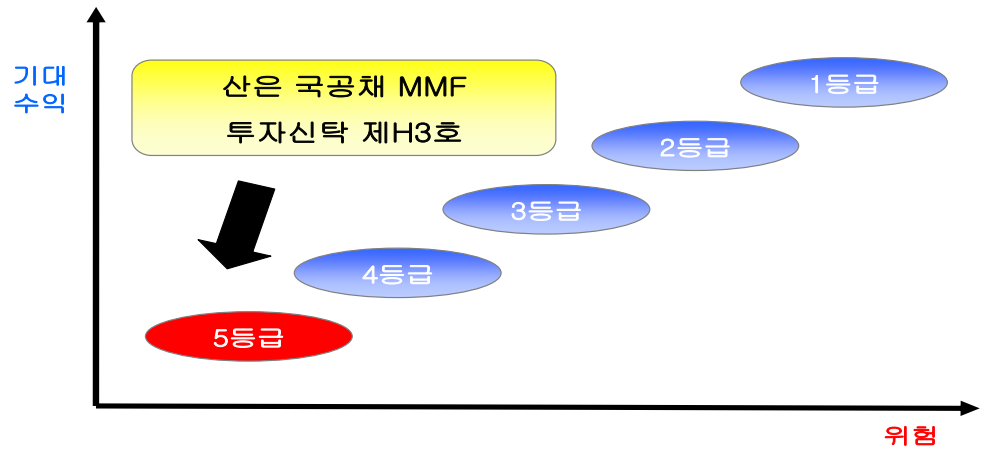 기대
수익
산은 국공채 MMF
투자신탁 제H3호
1등급
2등급
3등급
4등급
5등급
위험